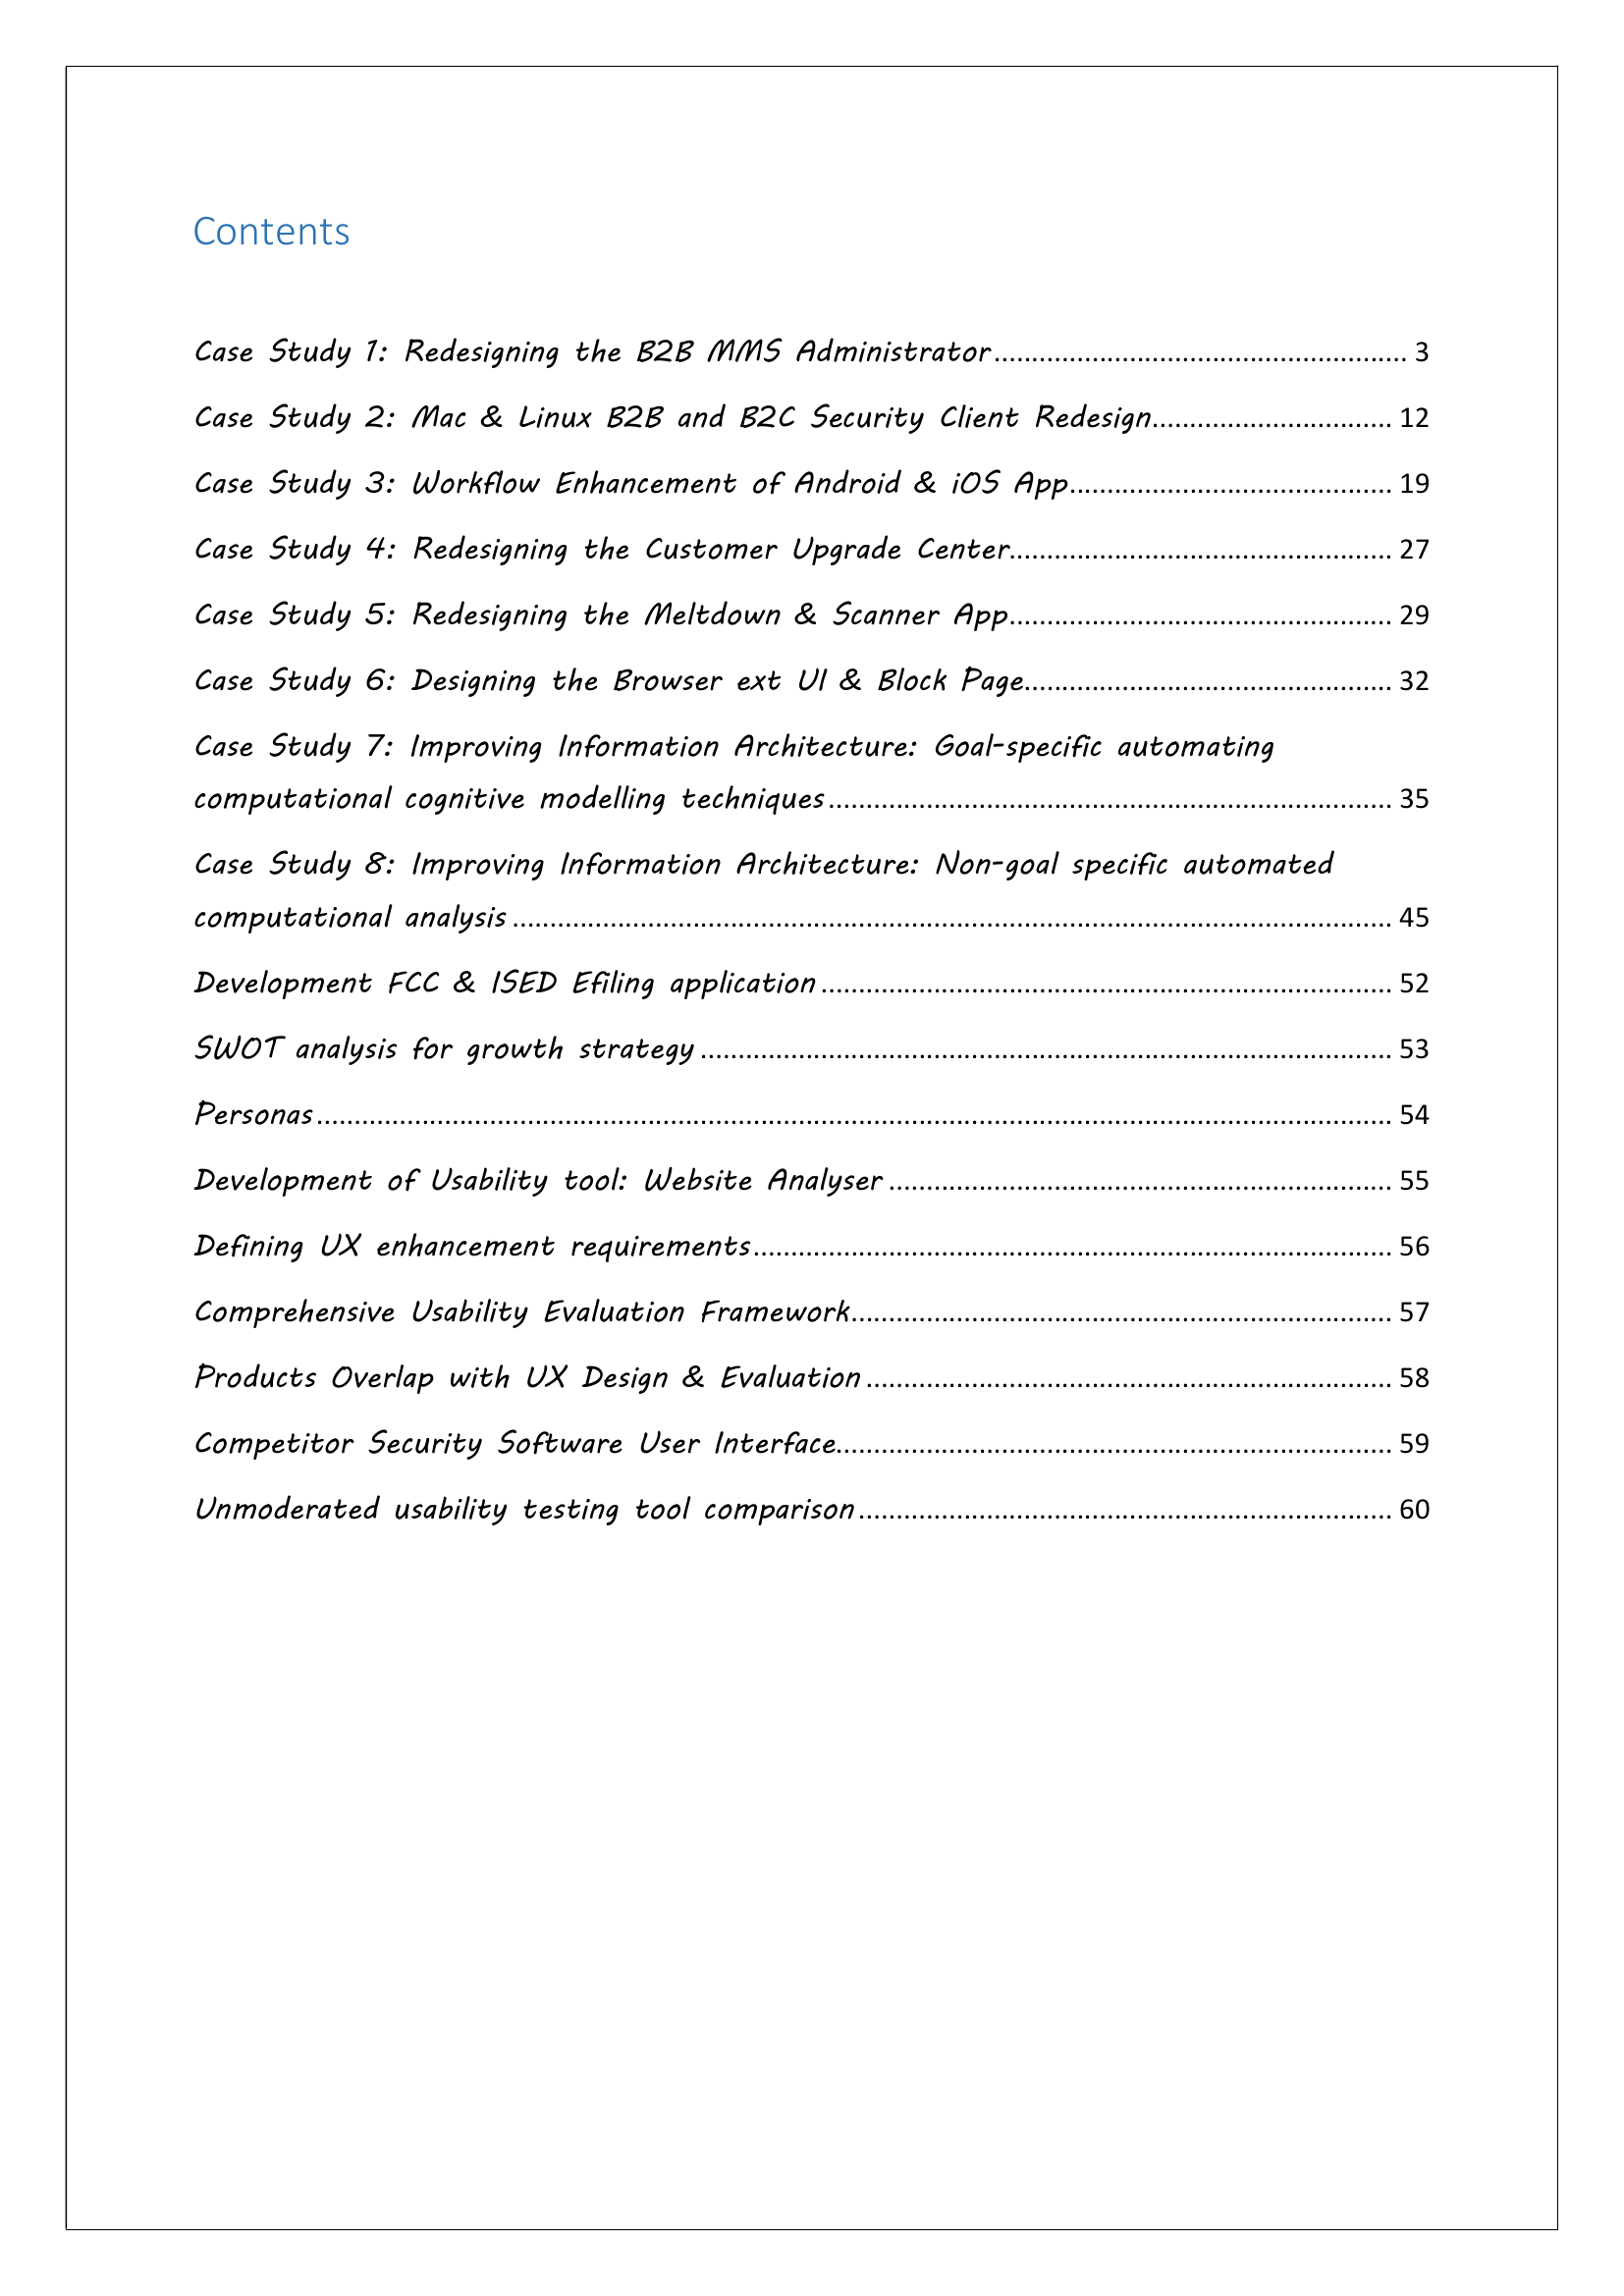 Contents
Case Study 1: Redesigning the B2B MMS Administrator................................................................ 3
Case Study 2: Mac & Linux B2B and B2C Security Client Redesign................................ 12
Case Study 3: Workflow Enhancement of Android & iOS App........................................... 19
Case Study 4: Redesigning the Customer Upgrade Center................................................... 27
Case Study 5: Redesigning the Meltdown & Scanner App................................................... 29
Case Study 6: Designing the Browser ext UI & Block Page................................................. 32
Case Study 7: Improving Information Architecture: Goal-specific automating
computational cognitive modelling techniques........................................................................... 35
Case Study 8: Improving Information Architecture: Non-goal specific automated
computational analysis..................................................................................................................... 45
Development FCC & ISED Efiling application............................................................................ 52
SWOT analysis for growth strategy............................................................................................ 53
Personas................................................................................................................................................ 54
Development of Usability tool: Website Analyser................................................................... 55
Defining UX enhancement requirements..................................................................................... 56
Comprehensive Usability Evaluation Framework........................................................................ 57
Products Overlap with UX Design & Evaluation...................................................................... 58
Competitor Security Software User Interface.......................................................................... 59
Unmoderated usability testing tool comparison....................................................................... 60